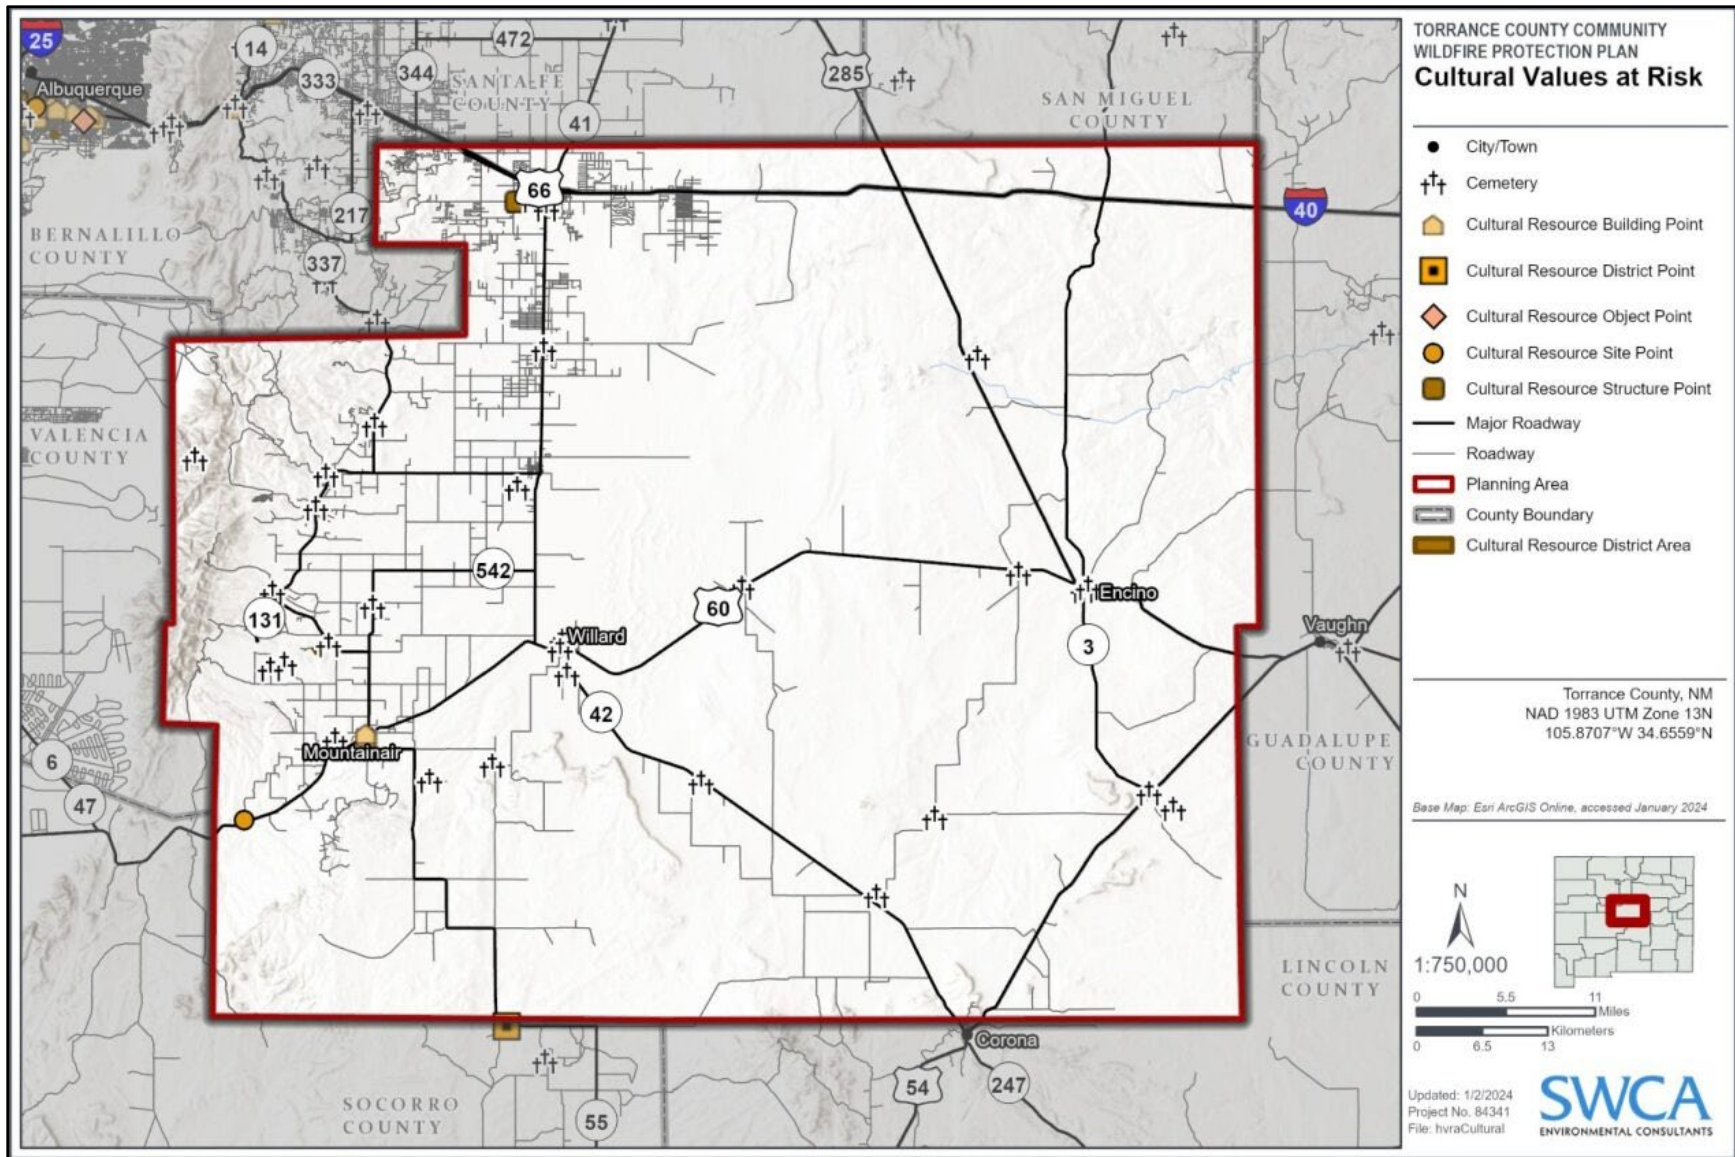 TORRANCE COUNTY COMMUNITY
WILDFIRE PROTECTION PLAN
Cultural Values at Risk
City/Town
Cemetery
Cultural Resource Building Point
Cultural Resource District Point
Cultural Resource Object Point
Cultural Resource Site Point
Cultural Resource Structure Point
Major Roadway
Roadway
Planning Area
County Boundary
Cultural Resource District Area
Torrance County, NM
NAD 1983 UTM Zone 13N
105.8707°W 34.6559°N
Base Map: Esri ArcGIS Online, accessed January 2024
N
1:750,000
0 5.5 11
Miles
Kilometers
0 6.5 13
Updated: 1/2/2024
Project No. 84341
File: hvraCultural
SWCA
ENVIRONMENTAL CONSULTANTS
25
14
472
333
344
SANTA FE
COUNTY
285
SAN MIGUEL
COUNTY
Albuquerque
41
66
40
217
BERNALILLO
COUNTY
337
VALENCIA
COUNTY
542
131
60
Encino
Willard
3
Vaughn
42
Mountainair
6
47
GUADALUPE
COUNTY
LINCOLN
COUNTY
Corona
54
247
SOCORRO
COUNTY
55